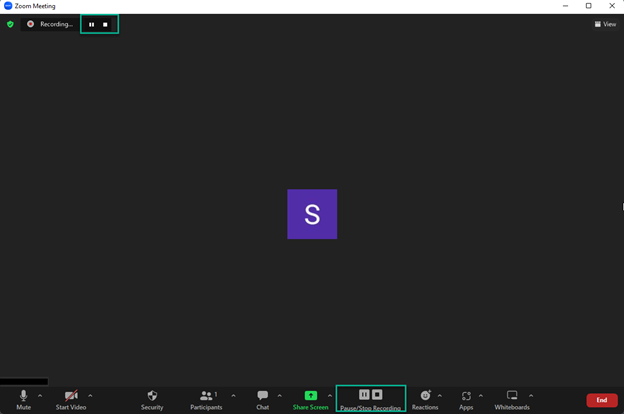 Zoom Meeting
Recording...
View
S
1
Mute
Start Video
Security
Participants
Chat
Share Screen
Pause/Stop Recording
Reactions
Apps
Whiteboards
End